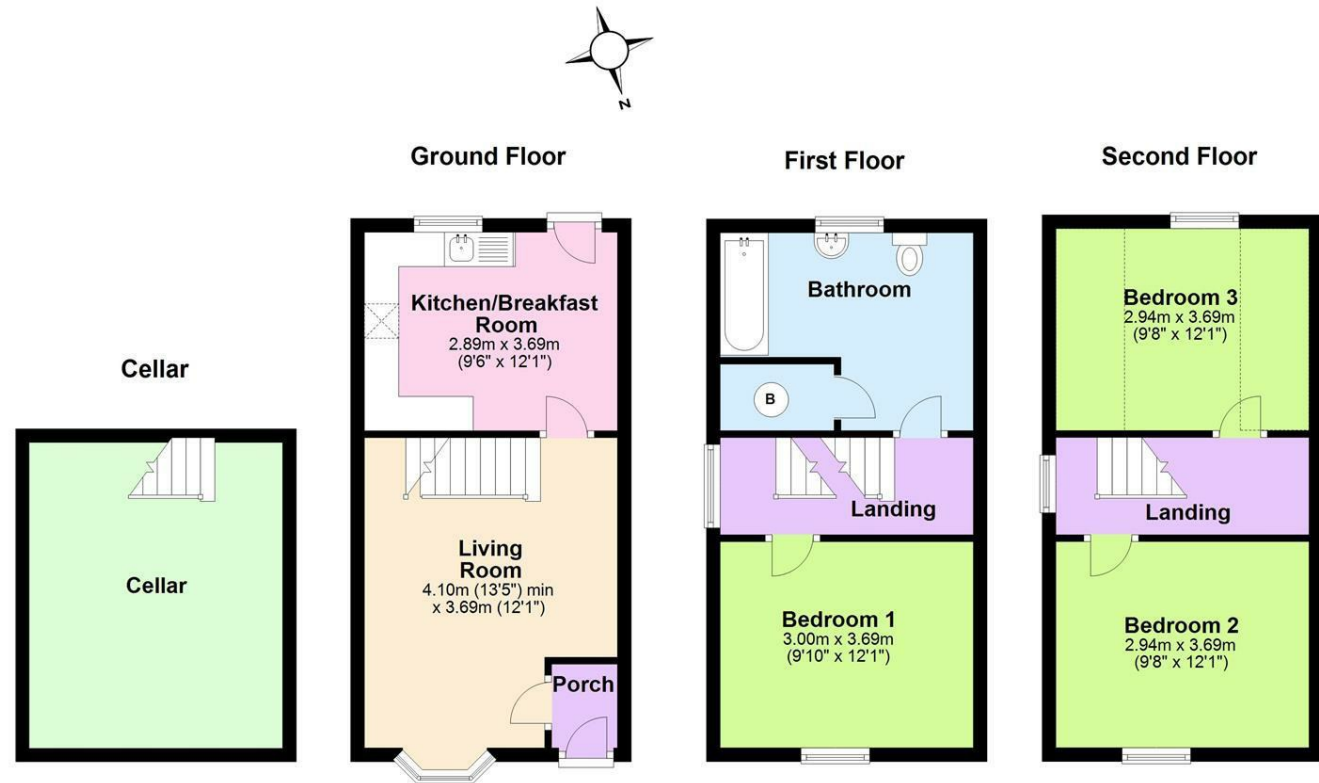 N
Ground Floor
First Floor
Second Floor
Cellar
Kitchen/Breakfast
Room
2.89m x 3.69m
(9'6" x 12'1")
Living
Room
4.10m (13'5") min
x 3.69m (12'1")
Porch
Bathroom
B
Landing
Bedroom 1
3.00m x 3.69m
(9'10" x 12'1")
Bedroom 3
2.94m x 3.69m
(9'8" x 12'1")
Landing
Bedroom 2
2.94m x 3.69m
(9'8" x 12'1")
Cellar